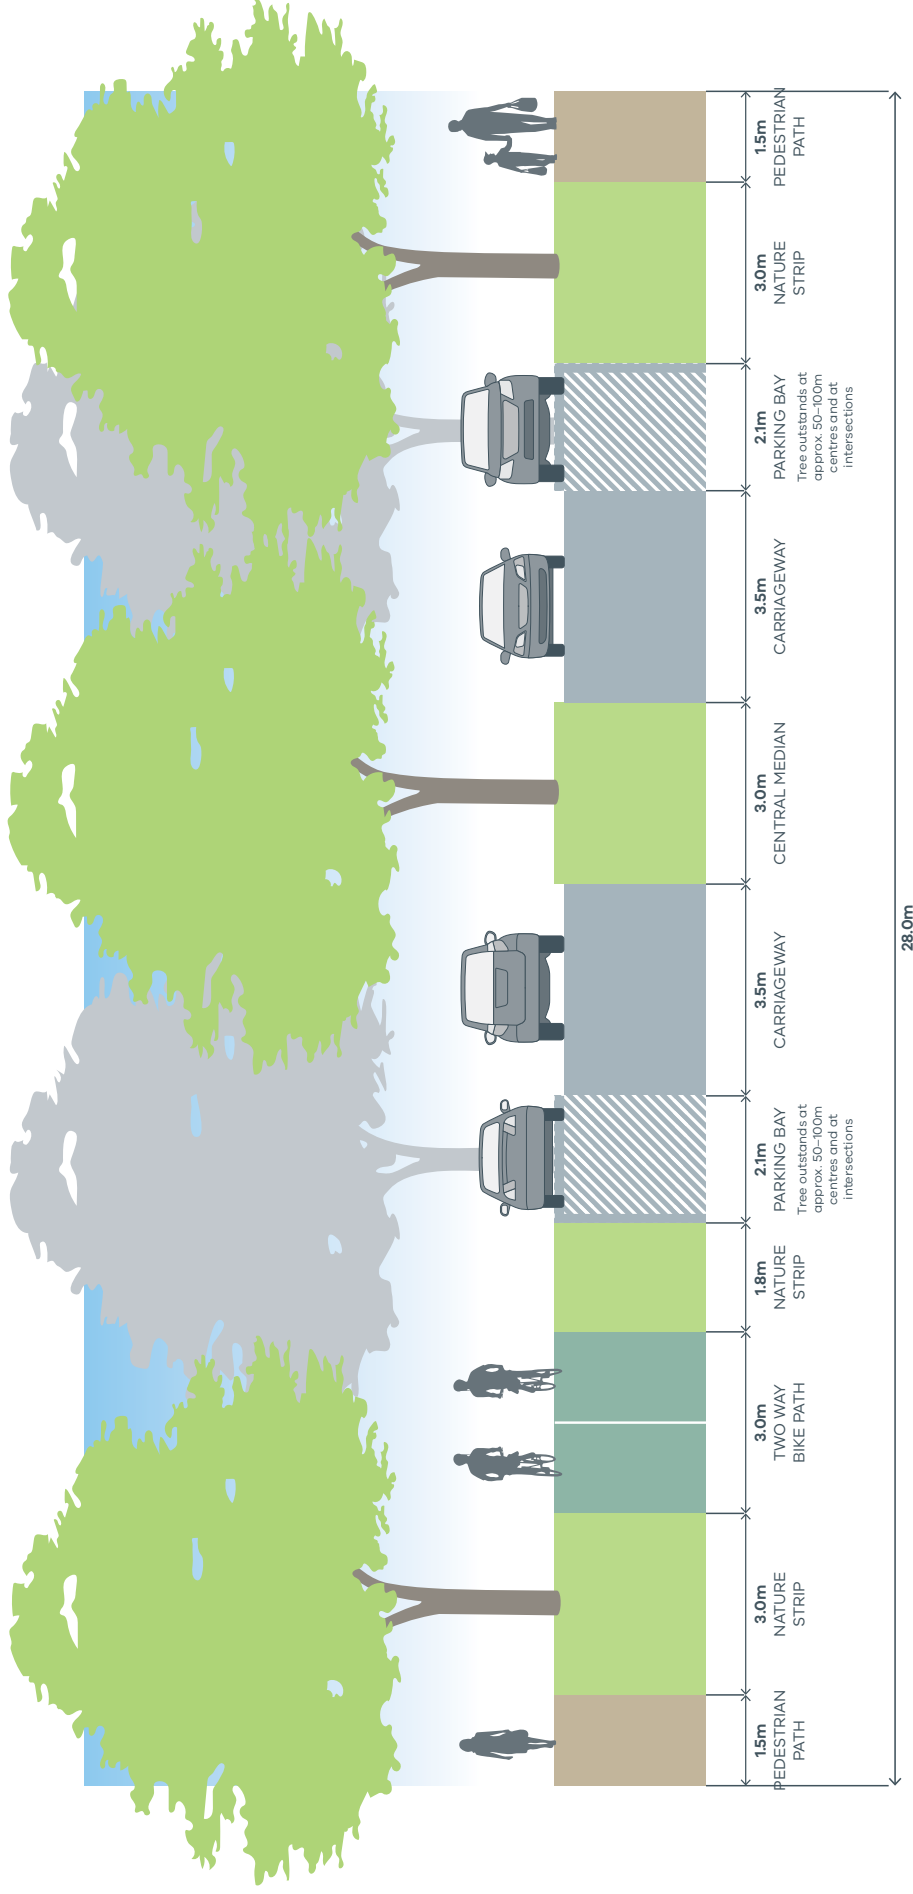 1.5m
PEDESTRIAN
PATH
3.0m
NATURE
STRIP
3.0m
TWO WAY
BIKE PATH
1.8m
NATURE
STRIP
2.1m
PARKING BAY
Tree outstands at
approx. 50–100m
centres and at
intersections
3.5m
CARRIAGEWAY
3.0m
CENTRAL MEDIAN
3.5m
CARRIAGEWAY
2.1m
PARKING BAY
Tree outstands at
approx. 50–100m
centres and at
intersections
3.0m
NATURE
STRIP
1.5m
PEDESTRIAN
PATH
28.0m